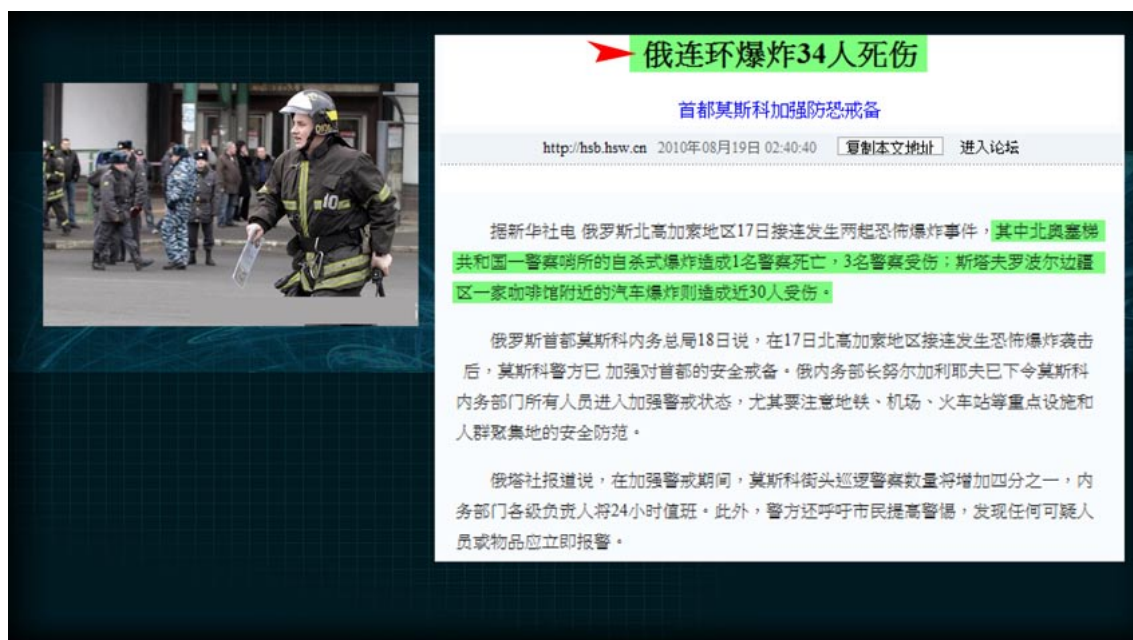 俄连环爆炸34人死伤
首都莫斯科加强防恐戒备
http://hsb.hsw.cn 2010年08月19日 02:40:40 复制本文地址 进入论坛
据新华社电 俄罗斯北高加索地区17日接连发生两起恐怖爆炸事件，其中北奥塞梯
共和国一警察哨所的自杀式爆炸造成1名警察死亡，3名警察受伤；斯塔夫罗波尔边疆
区一家咖啡馆附近的汽车爆炸则造成近30人受伤。
俄罗斯首都莫斯科内务总局18日说，在17日北高加索地区接连发生恐怖爆炸袭击
后，莫斯科警方已 加强对首都的安全戒备。俄内务部长努尔加利耶夫已下令莫斯科
内务部门所有人员进入加强警戒状态，尤其要注意地铁、机场、火车站等重点设施和
人群聚集地的安全防范。
俄塔社报道说，在加强警戒期间，莫斯科街头巡逻警察数量将增加四分之一，内
务部门各级负责人将24小时值班。此外，警方还呼吁市民提高警惕，发现任何可疑人
员或物品应立即报警。
10